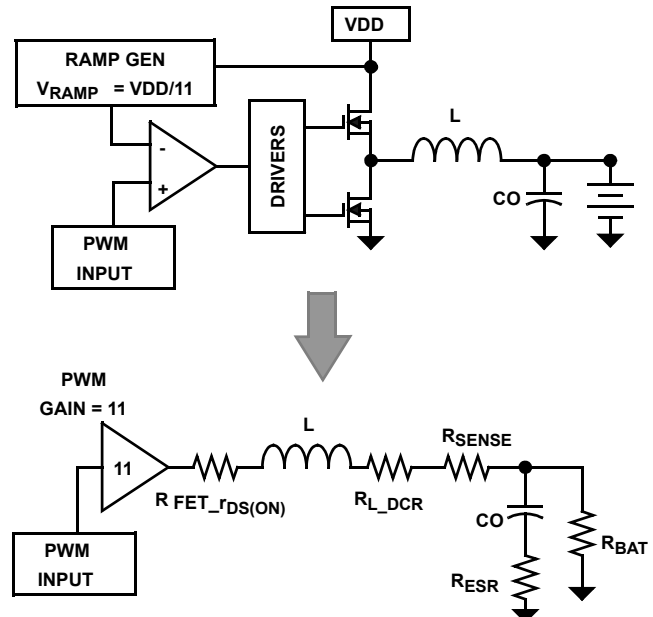 VDD
RAMP GEN
VRAMP = VDD/11
-
+
DRIVERS
L
CO
PWM
INPUT
PWM
GAIN = 11
11
R FET_rDS(ON)
L
RL_DCR
RSENSE
CO
RESR
RBAT
PWM
INPUT